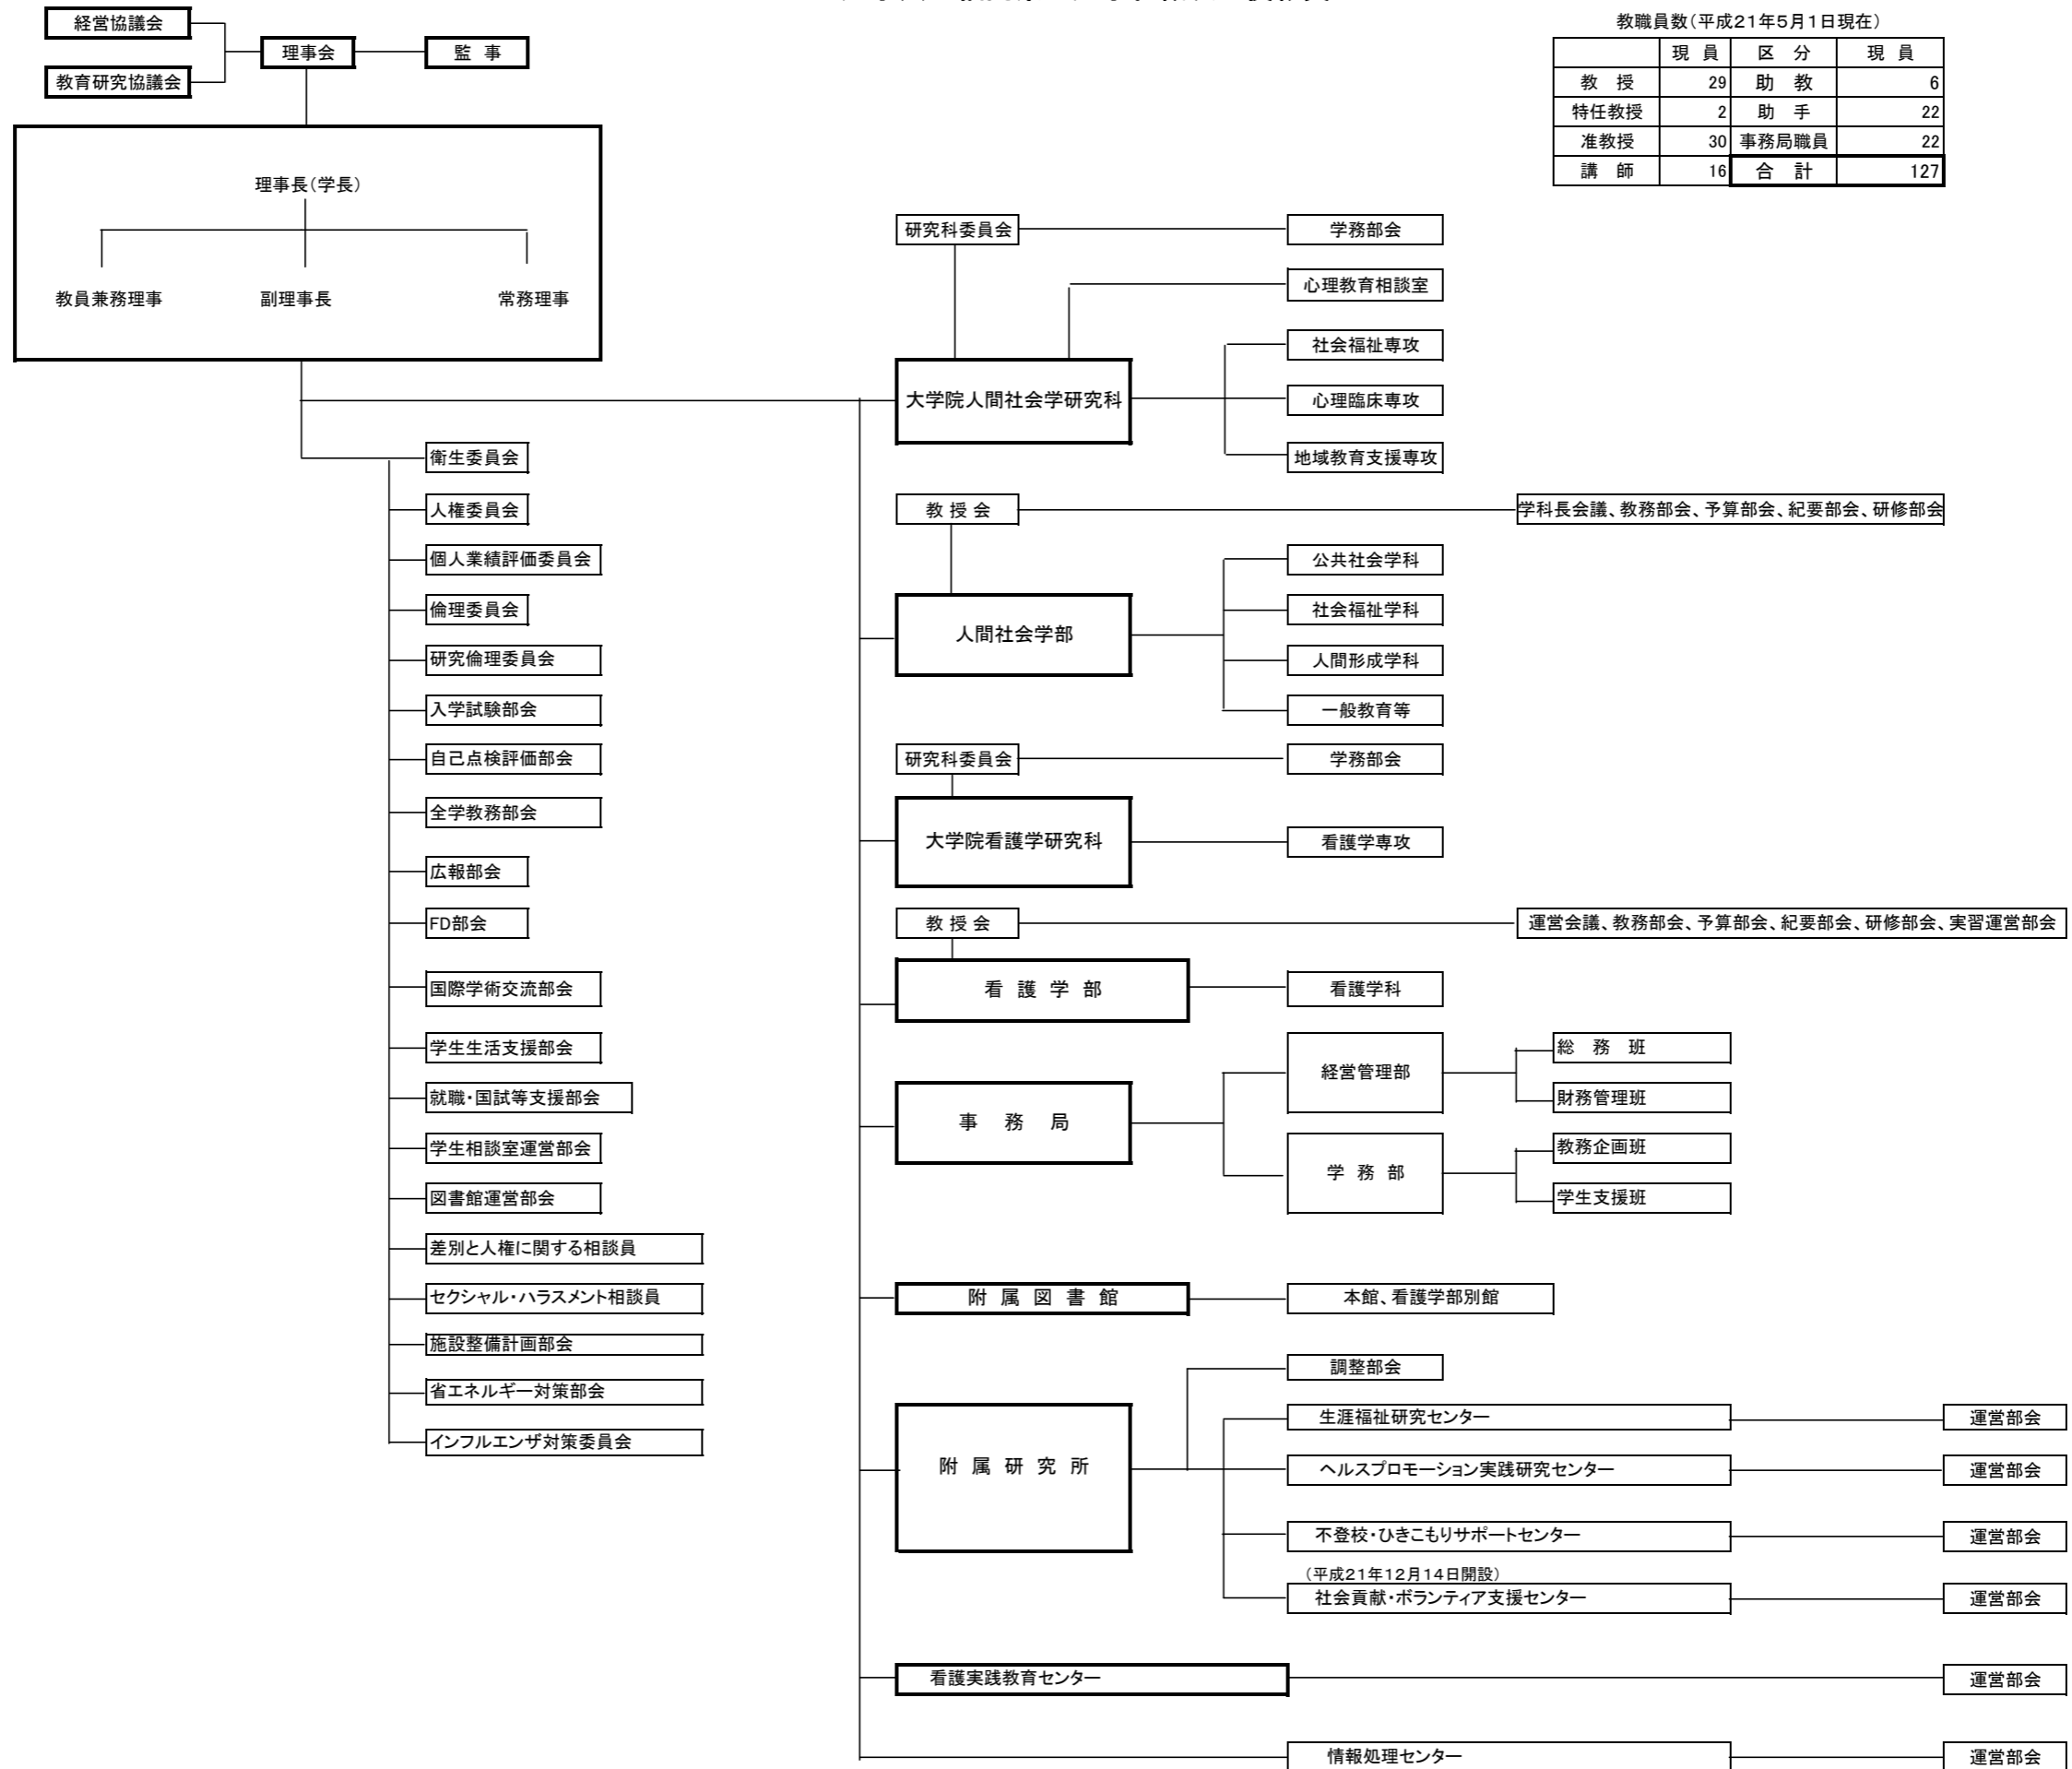 経営協議会
教育研究協議会
理事会
監 事
理事長(学長)
教員兼務理事
副理事長
常務理事
教職員数(平成21年5月1日現在)
現 員 区 分 現 員
教 授 29 助 教 6
特任教授 2 助 手 22
准教授 30 事務局職員 22
講 師 16 合 計 127
衛生委員会
人権委員会
個人業績評価委員会
倫理委員会
研究倫理委員会
入学試験部会
自己点検評価部会
全学教務部会
広報部会
FD部会
国際学術交流部会
学生生活支援部会
就職・国試等支援部会
学生相談室運営部会
図書館運営部会
差別と人権に関する相談員
セクシャル・ハラスメント相談員
施設整備計画部会
省エネルギー対策部会
インフルエンザ対策委員会
研究科委員会
学務部会
心理教育相談室
大学院人間社会学研究科
社会福祉専攻
心理臨床専攻
地域教育支援専攻
教 授 会
学科長会議、教務部会、予算部会、紀要部会、研修部会
人間社会学部
公共社会学科
社会福祉学科
人間形成学科
一般教育等
研究科委員会
学務部会
大学院看護学研究科
看護学専攻
教 授 会
運営会議、教務部会、予算部会、紀要部会、研修部会、実習運営部会
看 護 学 部
看護学科
事 務 局
経営管理部
総 務 班
財務管理班
学 務 部
教務企画班
学生支援班
附 属 図 書 館
本館、看護学部別館
附 属 研 究 所
調整部会
生涯福祉研究センター
運営部会
ヘルスプロモーション実践研究センター
運営部会
不登校・ひきこもりサポートセンター
運営部会
(平成21年12月14日開設)
社会貢献・ボランティア支援センター
運営部会
看護実践教育センター
運営部会
情報処理センター
運営部会